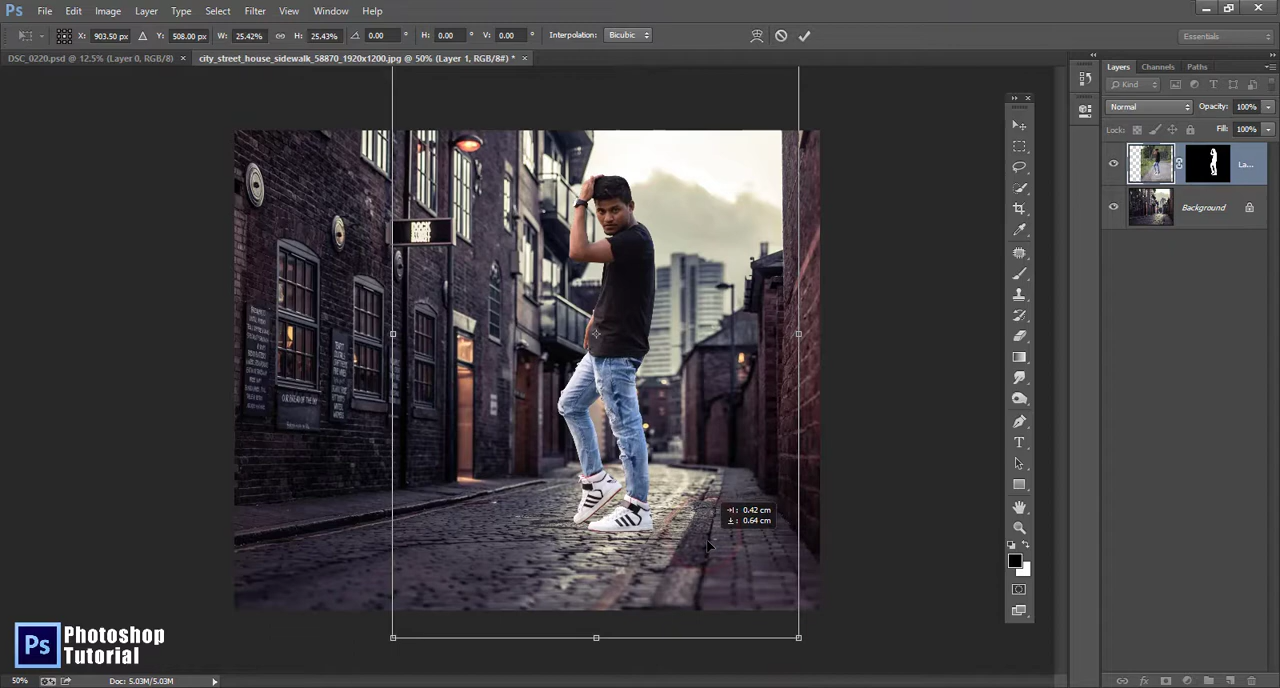 Ps File Edit Image Layer Type Select Filter View Window Help
X: 903.50 px Y: 508.00 px W: 25.42% H: 25.43% 0.00 ° H: 0.00 ° V: 0.00 ° Interpolation: Bicubic Essentials
DSC_0220.psd @ 12.5% (Layer 0, RGB/8) × city_street_house_sidewalk_58870_1920x1200.jpg @ 50% (Layer 1, RGB/8#) * ×
Layers Channels Paths
Kind
Normal Opacity: 100%
Locks Fill: 100%
La...
Background
: 0.42 cm
: 0.64 cm
Ps Photoshop
Tutorial
50% Doc: 5.03M/5.03M